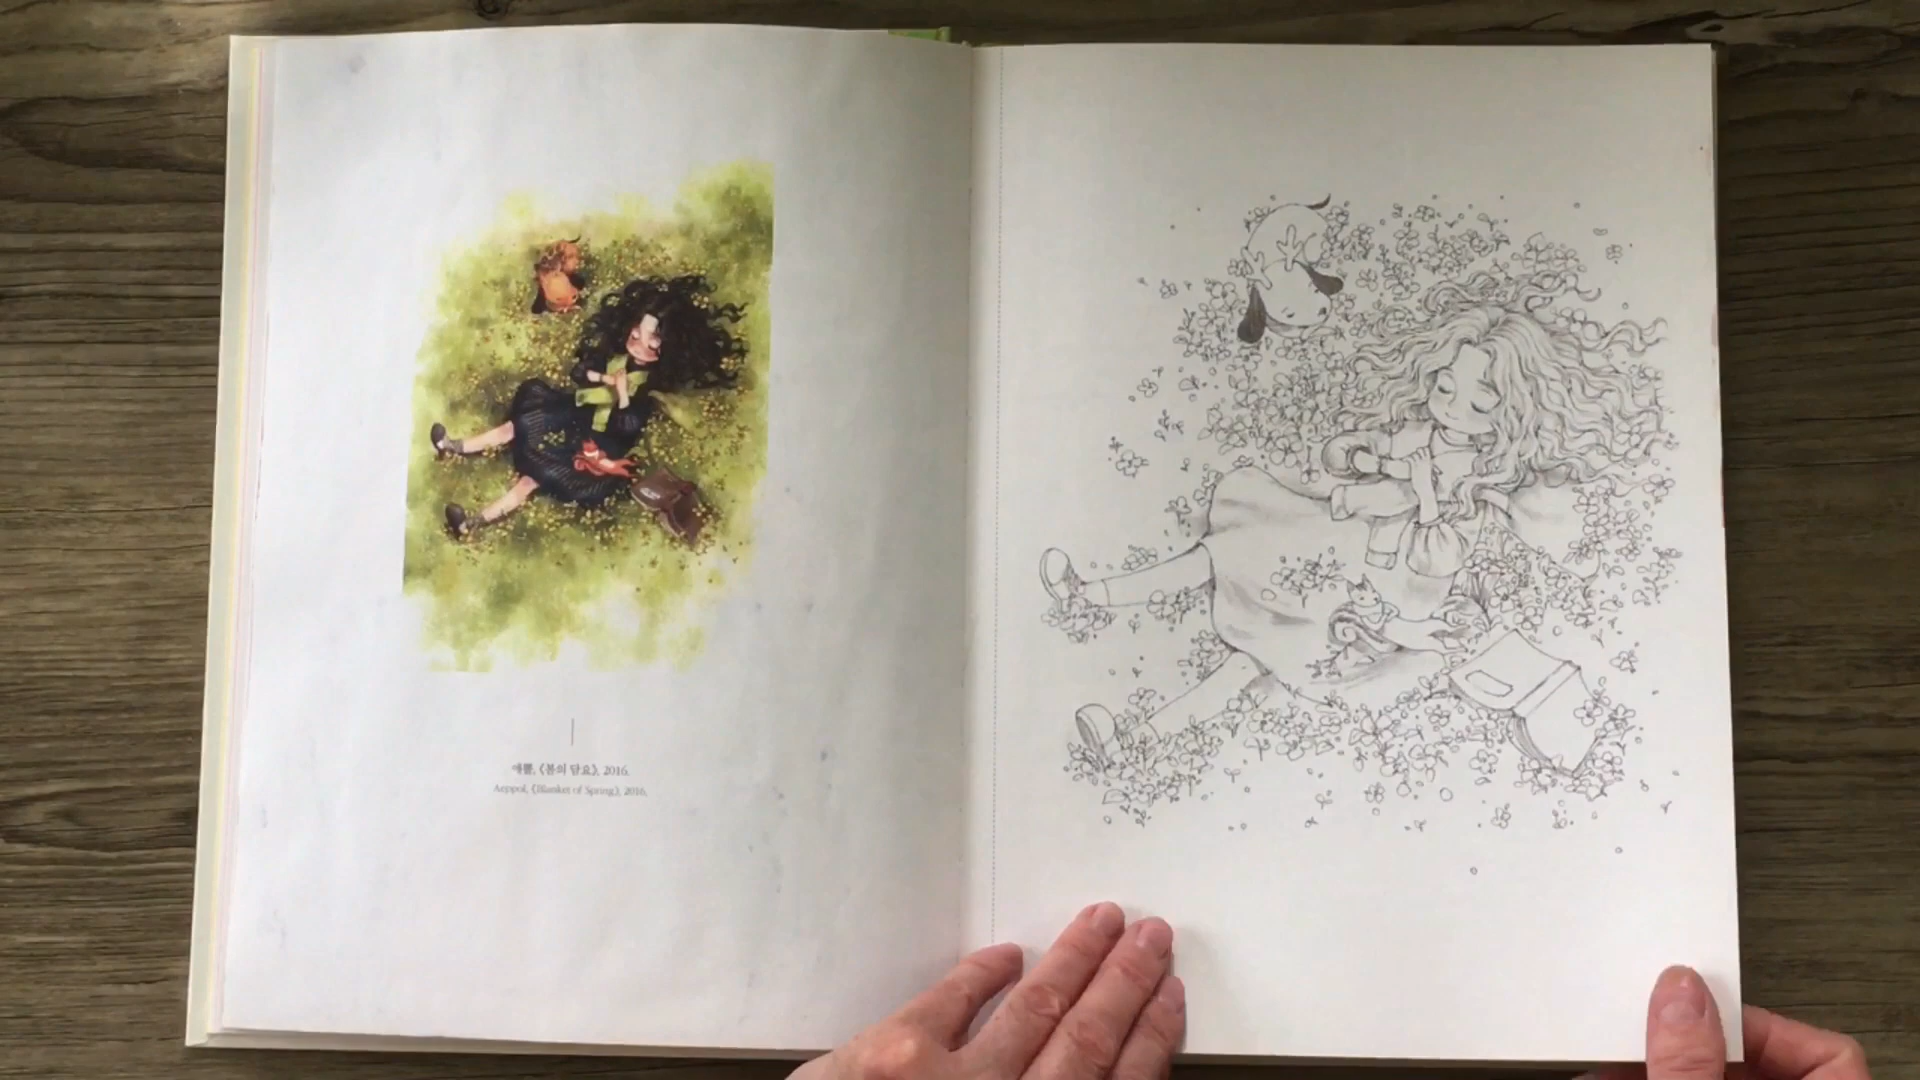 애뽈, 《봄의 담요》, 2016.
Aeppol, 《Blanket of Spring》, 2016.